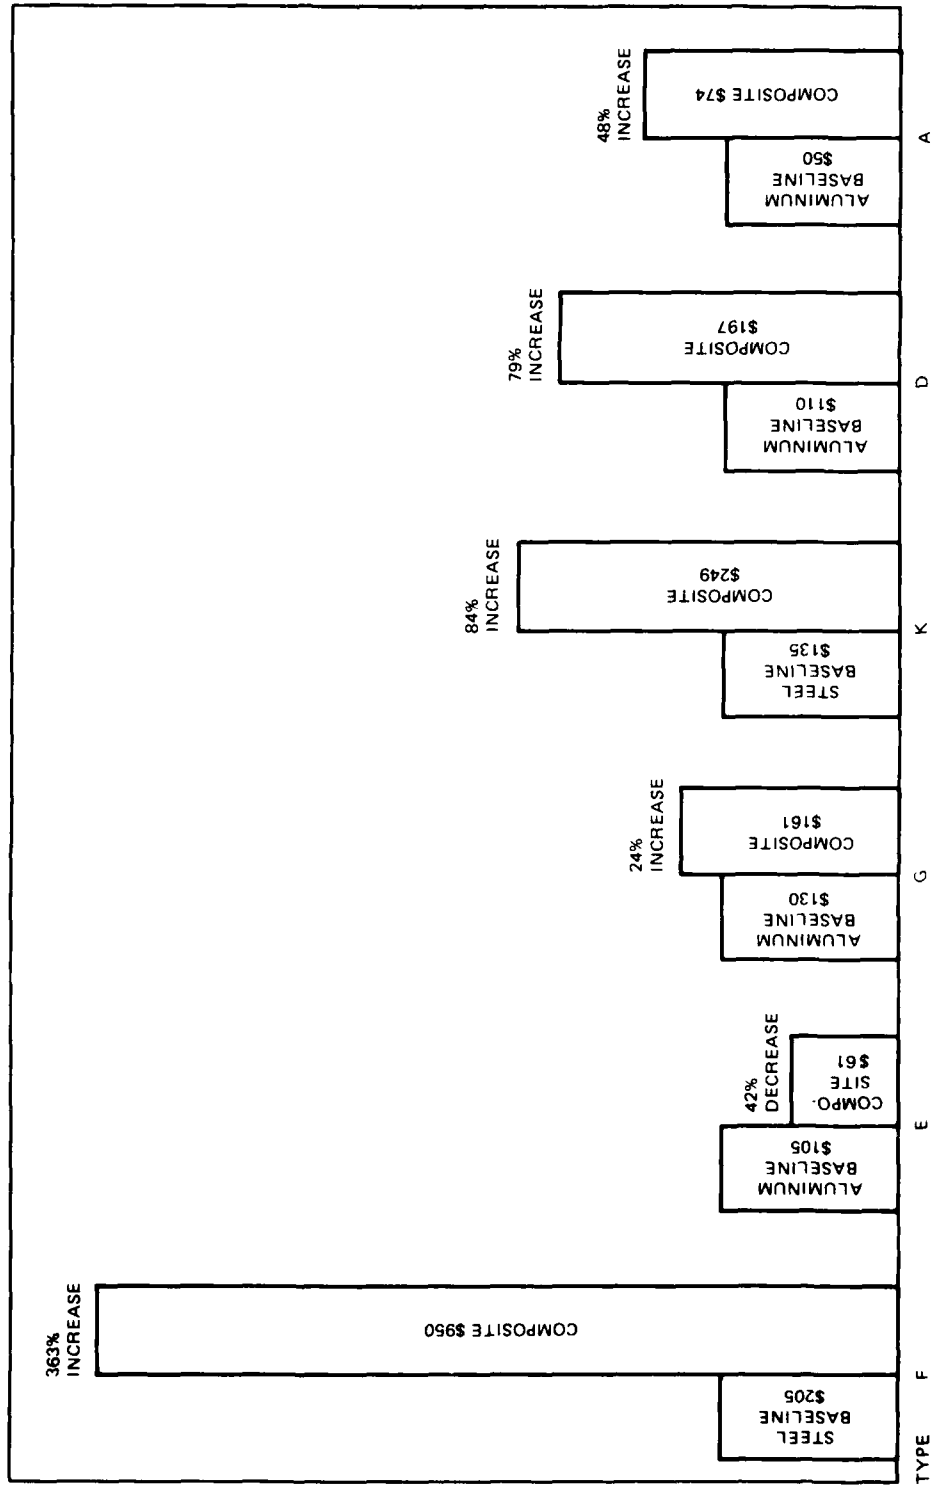 363%
INCREASE
STEEL
BASELINE
$205
COMPOSITE $950
42%
DECREASE
ALUMINUM
BASELINE
$105
COMPO-
SITE
$61
24%
INCREASE
ALUMINUM
BASELINE
$130
COMPOSITE
$161
84%
INCREASE
STEEL
BASELINE
$135
COMPOSITE
$249
79%
INCREASE
ALUMINUM
BASELINE
$110
COMPOSITE
$197
48%
INCREASE
ALUMINUM
BASELINE
$50
COMPOSITE $74
TYPE F E G K D A